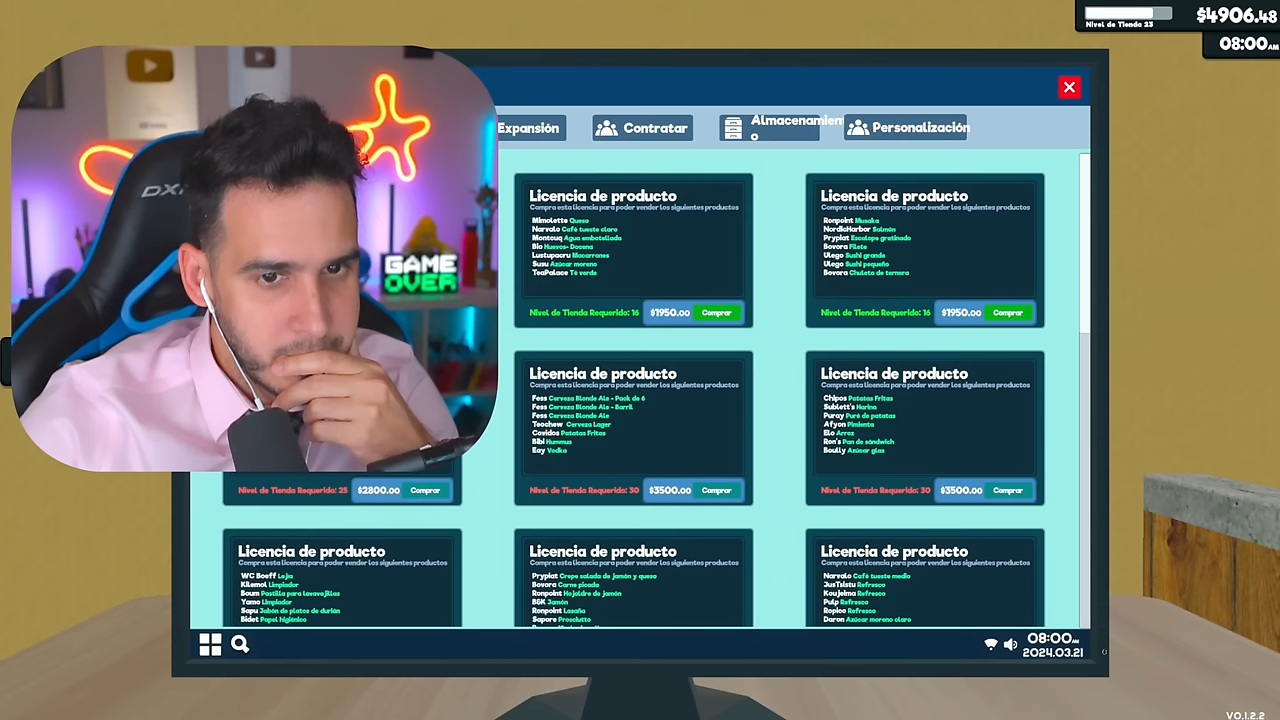 $4906.48
Nivel de Tienda 23
08:00AM
Expansión
Contratar
Almacenamiento
Personalización
GAME
OVER
Licencia de producto
Compra esta licencia para poder vender los siguientes productos
Mimolette Queso
Narvalo Café tueste claro
Montouq Agua embotellada
Bio Huevos- Docena
Lustupacru Macarrones
Susu Azúcar moreno
TeaPalace Té verde
Nivel de Tienda Requerido: 16
$1950.00
Comprar
Licencia de producto
Compra esta licencia para poder vender los siguientes productos
Ronpoint Musaka
NordicHarbor Salmón
Prypiat Escalope gratinado
Bovora Filete
Ulego Sushi grande
Ulego Sushi pequeño
Bovora Chuleta de ternera
Nivel de Tienda Requerido: 16
$1950.00
Comprar
Nivel de Tienda Requerido: 25
$2800.00
Comprar
Licencia de producto
Compra esta licencia para poder vender los siguientes productos
Fess Cerveza Blonde Ale - Pack de 6
Fess Cerveza Blonde Ale - Barril
Fess Cerveza Blonde Ale
Teochew Cerveza Lager
Covidos Patatas Fritas
Bibi Hummus
Eay Vodka
Nivel de Tienda Requerido: 30
$3500.00
Comprar
Licencia de producto
Compra esta licencia para poder vender los siguientes productos
Chipos Patatas Fritas
Sublett's Harina
Puray Puré de patatas
Afyon Pimienta
Elo Arroz
Ron's Pan de sándwich
Boully Azúcar glas
Nivel de Tienda Requerido: 30
$3500.00
Comprar
Licencia de producto
Compra esta licencia para poder vender los siguientes productos
WC Boeff Lejia
Kitemol Limpiador
Boum Pastilla para lavavajillas
Yamo Limpiador
Sapu Jabón de platos de durián
Bidet Papel higiénico
Licencia de producto
Compra esta licencia para poder vender los siguientes productos
Prypiat Crepe salada de jamón y queso
Bovora Carne picada
Ronpoint Hojaldre de jamón
BSK Jamón
Ronpoint Lasaña
Sapore Prosciutto
Licencia de producto
Compra esta licencia para poder vender los siguientes productos
Narvalo Café tueste medio
JusTsistu Refresco
Koujelma Refresco
Pulp Refresco
Ropico Refresco
Daron Azúcar moreno claro
08:00AM
2024.03.21
V0.1.2.2